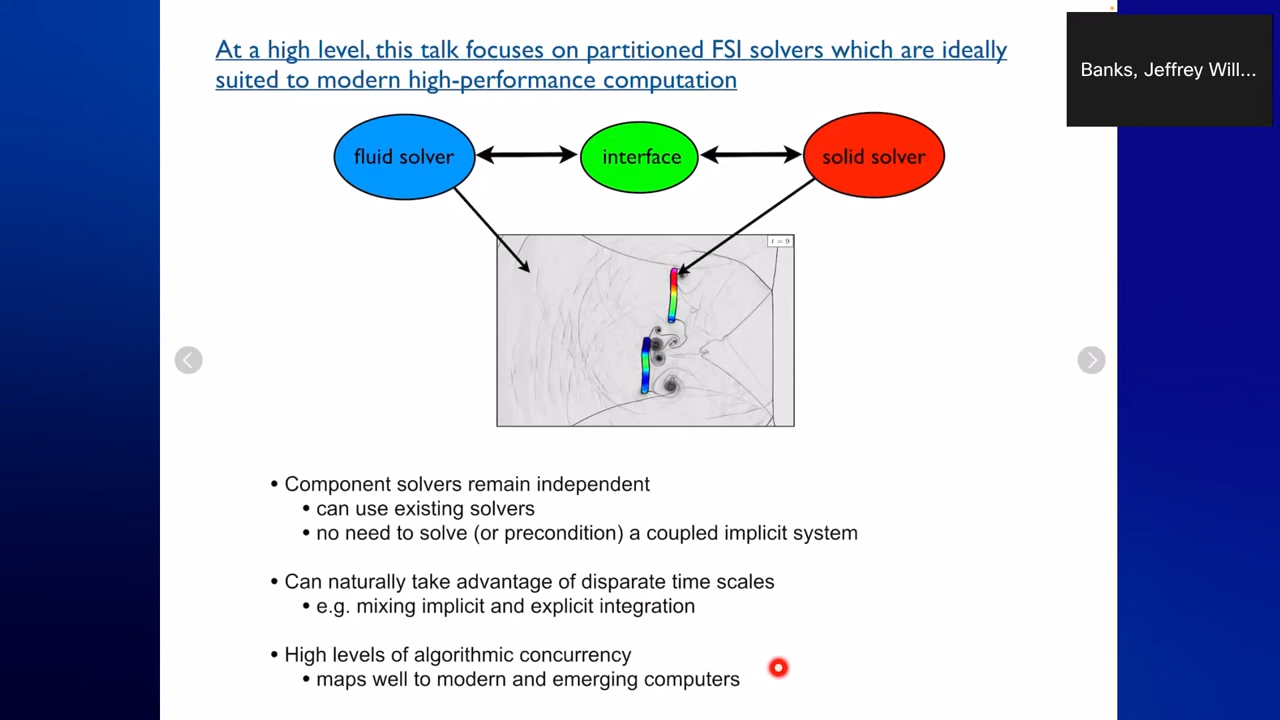 At a high level, this talk focuses on partitioned FSI solvers which are ideally
suited to modern high-performance computation
Banks, Jeffrey Will...
fluid solver
interface
solid solver
t = 9
• Component solvers remain independent
• can use existing solvers
• no need to solve (or precondition) a coupled implicit system
• Can naturally take advantage of disparate time scales
• e.g. mixing implicit and explicit integration
• High levels of algorithmic concurrency
• maps well to modern and emerging computers